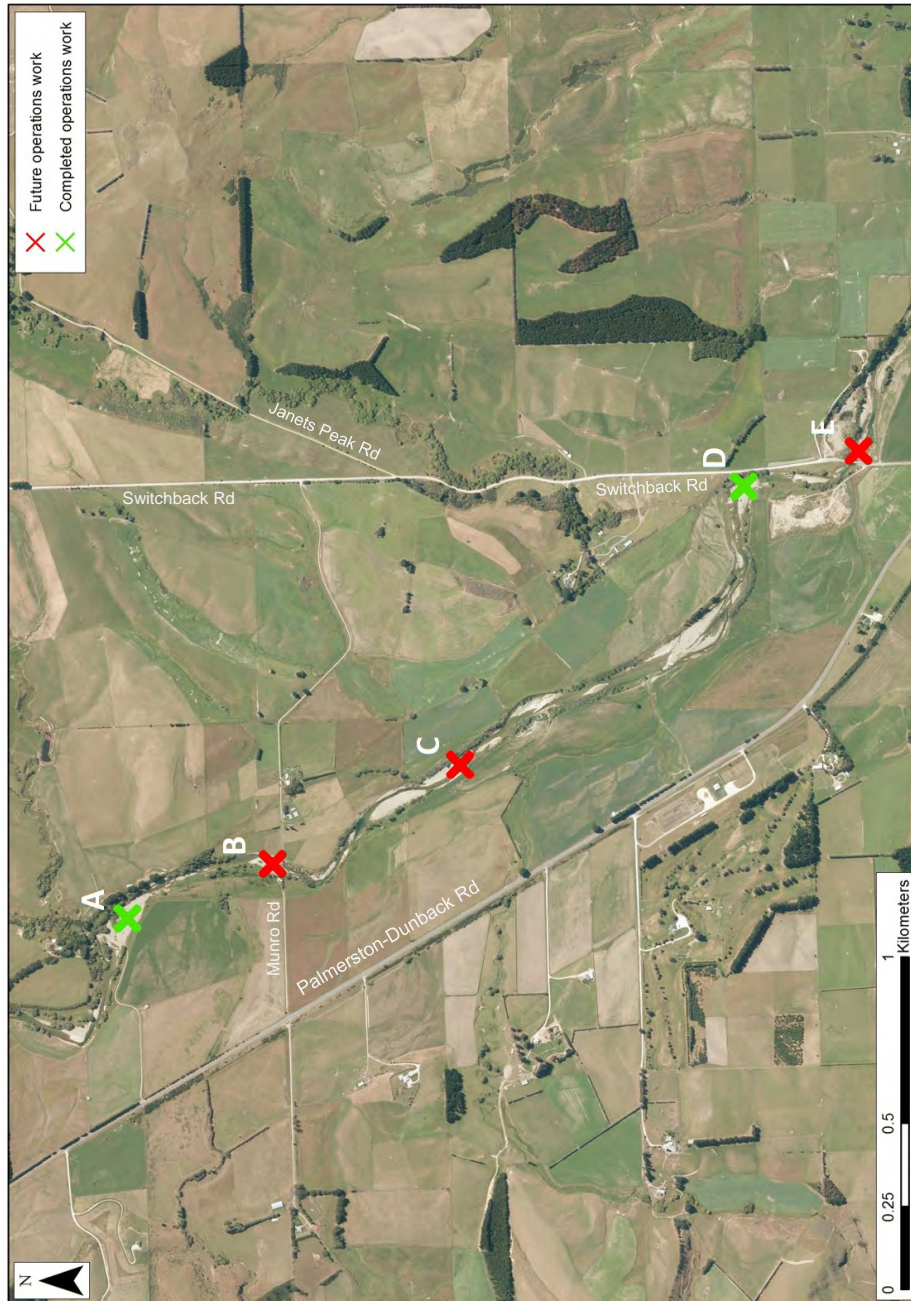 N
Future operations work
Completed operations work
A
B
C
D
E
Switchback Rd
Janets Peak Rd
Switchback Rd
Munro Rd
Palmerston-Dunback Rd
0 0.25 0.5 1
Kilometers